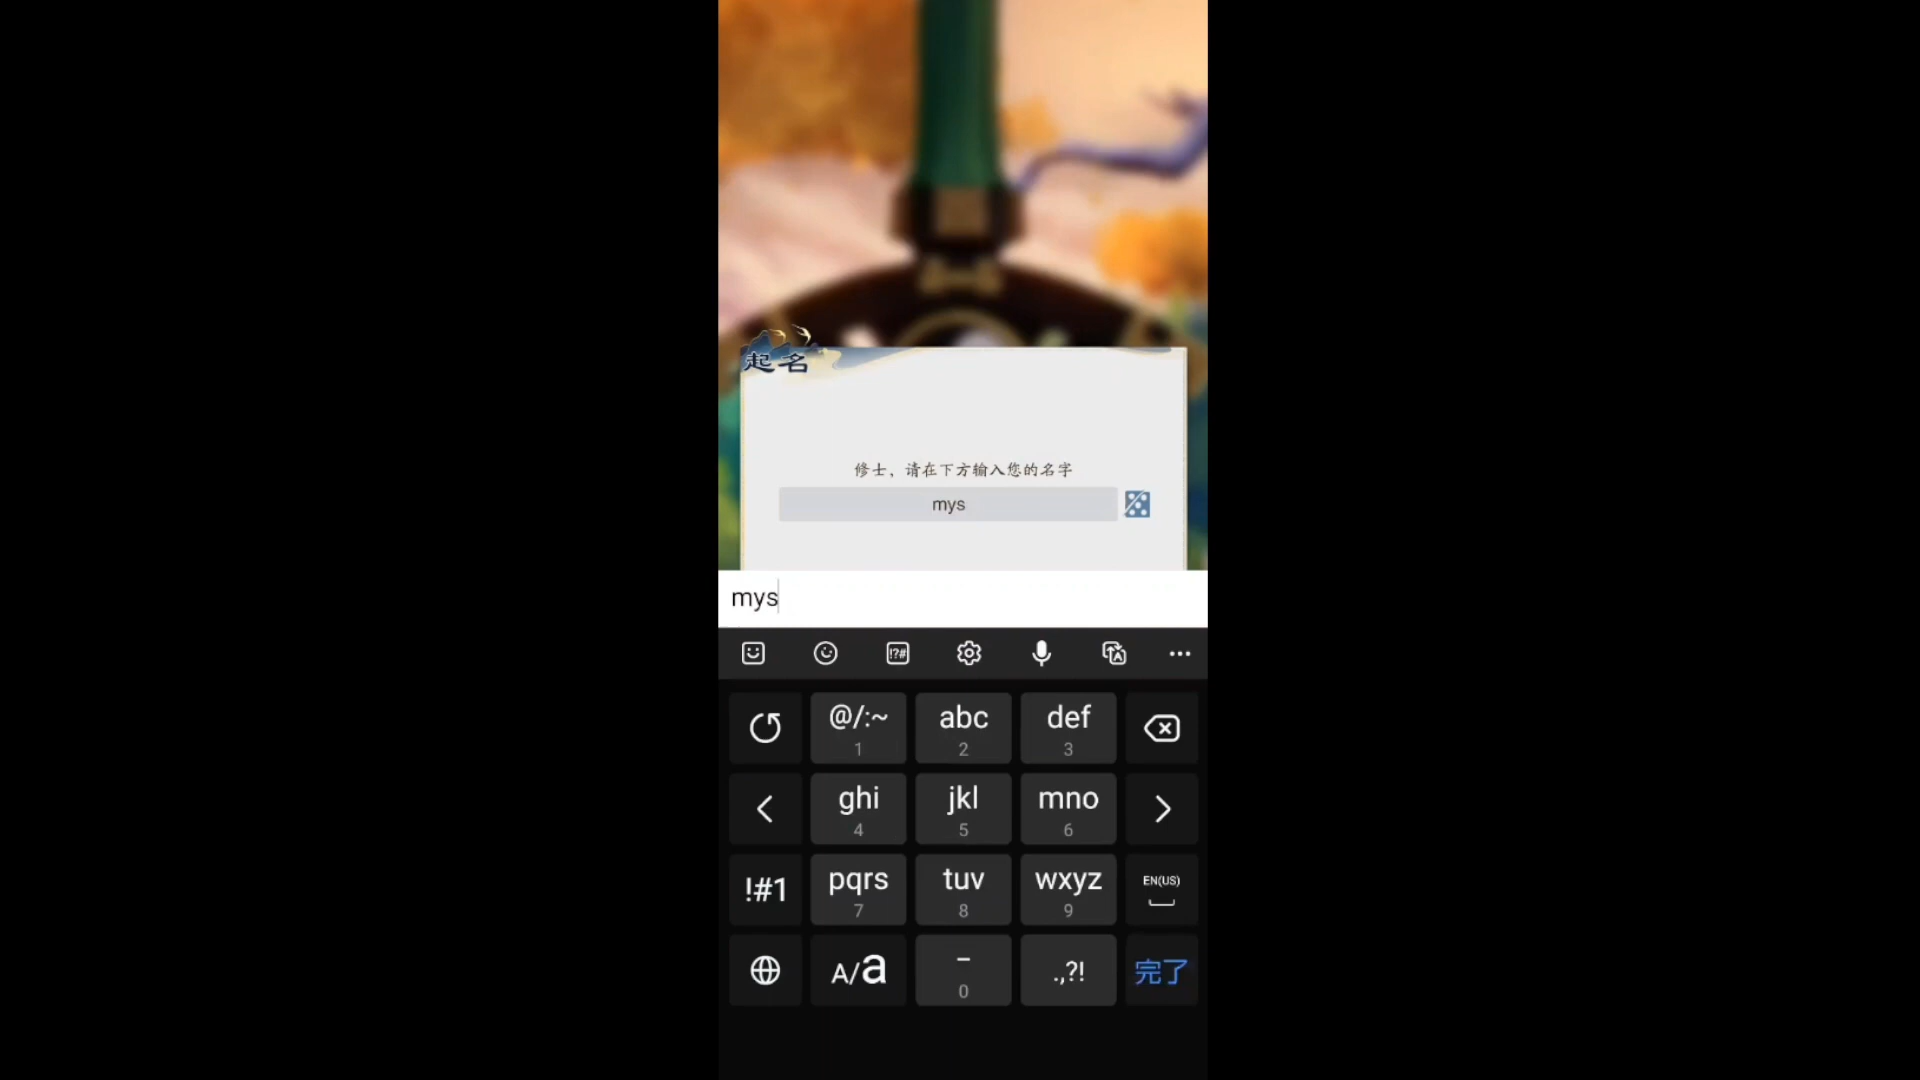 起名
修士，请在下方输入您的名字
mys
mys
!?#
A
@/:~
1
abc
2
def
3
ghi
4
jkl
5
mno
6
!#1
pqrs
7
tuv
8
wxyz
9
EN(US)
A/a
–
0
.,?!
完了